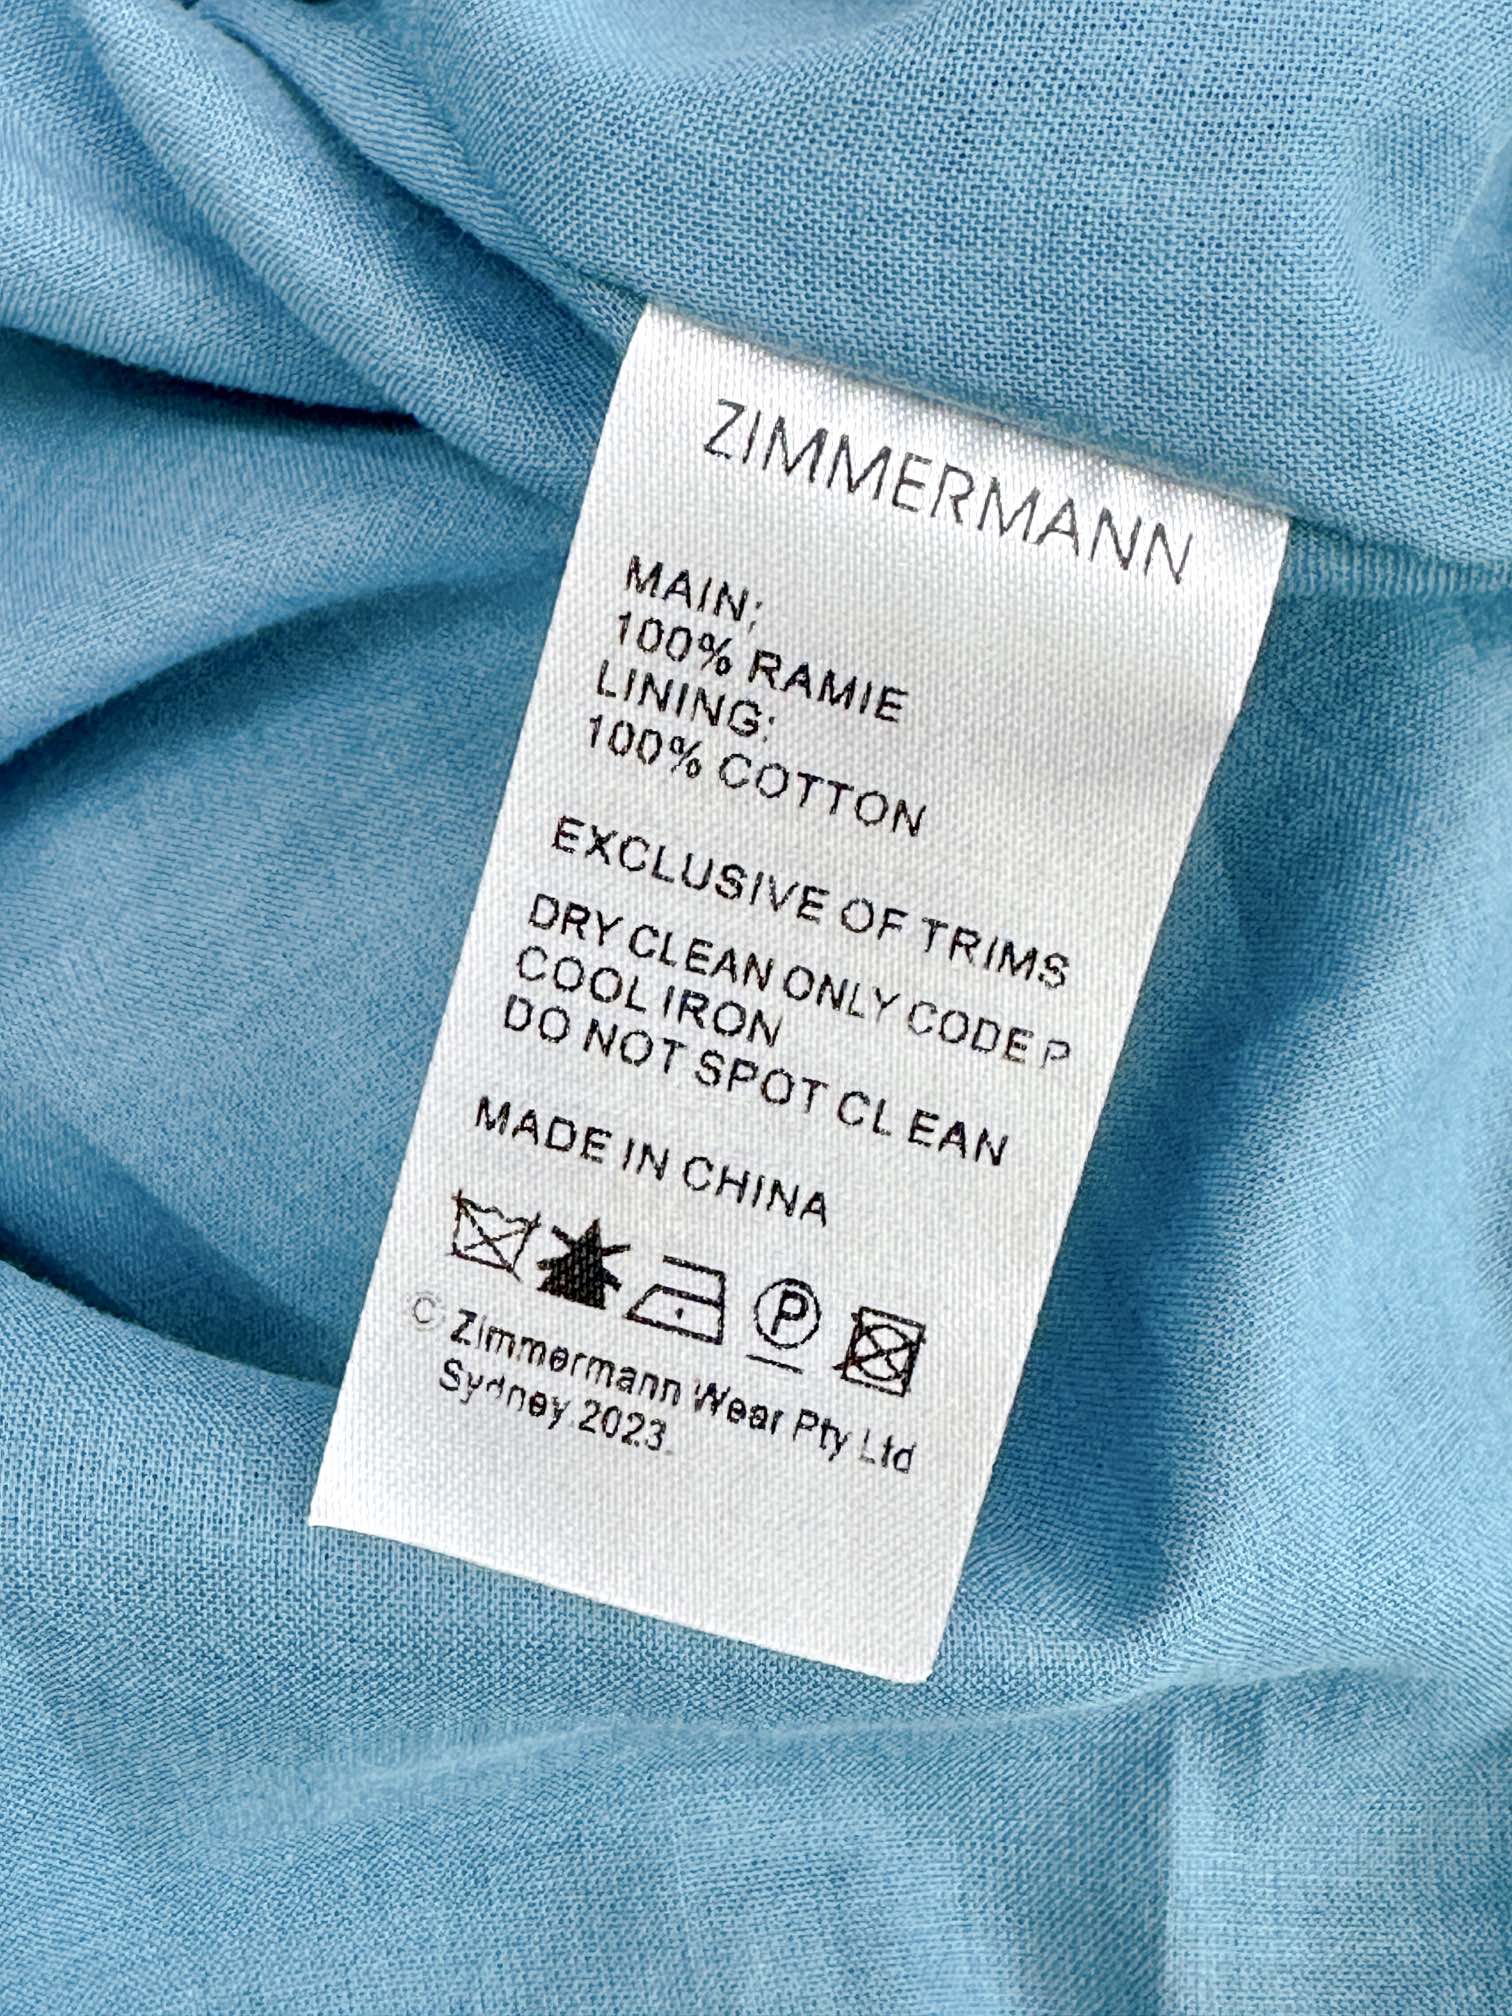 ZIMMERMANN
MAIN:
100% RAMIE
LINING:
100% COTTON
EXCLUSIVE OF TRIMS
DRY CLEAN ONLY CODE P
COOL IRON
DO NOT SPOT CLEAN
MADE IN CHINA
P
© Zimmermann Wear Pty Ltd
Sydney 2023.